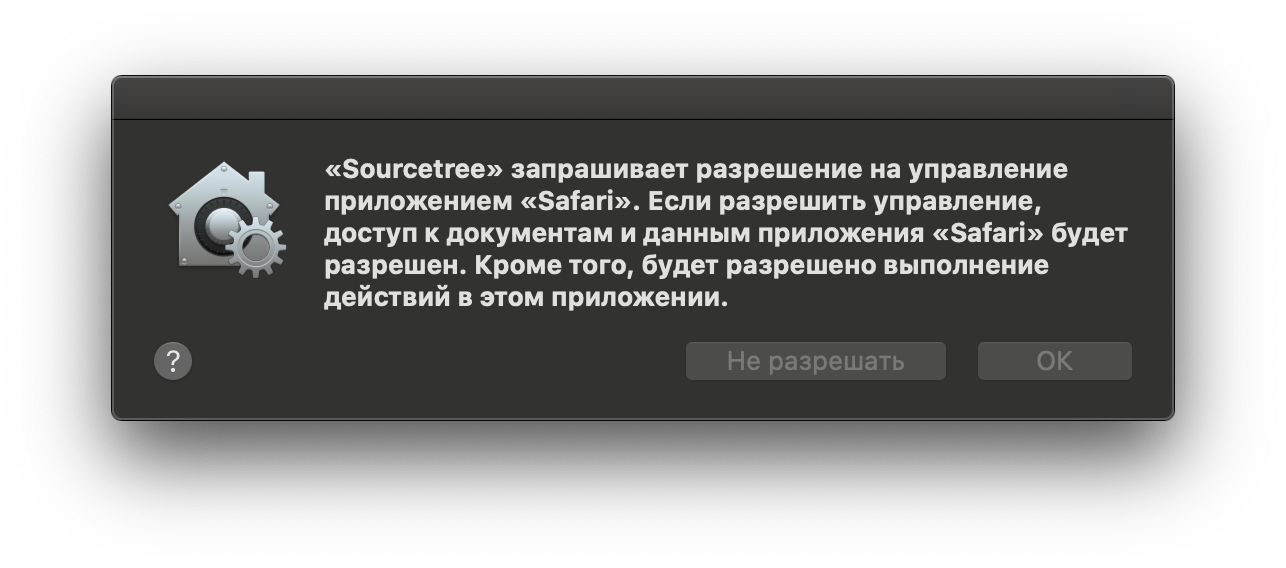 «Sourcetree» запрашивает разрешение на управление
приложением «Safari». Если разрешить управление,
доступ к документам и данным приложения «Safari» будет
разрешен. Кроме того, будет разрешено выполнение
действий в этом приложении.
?
Не разрешать
OK